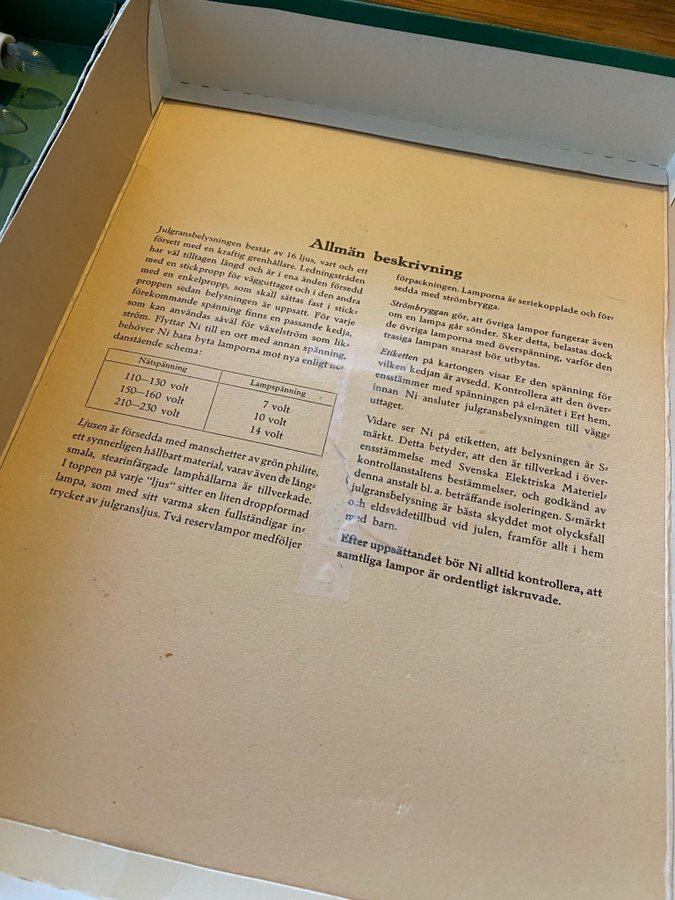 Allmän beskrivning
Julgransbelysningen består av 16 ljus, vart och ett
försett med en kraftig grenhållare. Ledningstråden
har väl tilltagen längd och är i ena änden försedd
med en stickpropp för vägguttaget och i den andra
med en enkelpropp, som skall sättas fast i stick-
proppen sedan belysningen är uppsatt. För varje
förekommande spänning finns en passande kedja,
som kan användas såväl för växelström som lik-
ström. Flyttar Ni till en ort med annan spänning,
behöver Ni bara byta lamporna mot nya enligt
danstående schema:
Nätspänning Lampspänning
110—130 volt 7 volt
150—160 volt 10 volt
210—230 volt 14 volt
Ljusen är försedda med manschetter av grön philite,
ett synnerligen hållbart material, varav även de lång-
smala, stearinfärgade lamphållarna är tillverkade.
I toppen på varje "ljus" sitter en liten droppformad
lampa, som med sitt varma sken fullständigar in-
trycket av julgransljus. Två reservlampor medföljer
förpackningen. Lamporna är seriekopplade och för-
sedda med strömbrygga.
Strömbryggan gör, att övriga lampor fungerar även
om en lampa går sönder. Sker detta, belastas dock
de övriga lamporna med överspänning, varför den
trasiga lampan snarast bör utbytas.
Etiketten på kartongen visar Er den spänning för
vilken kedjan är avsedd. Kontrollera att den över-
ensstämmer med spänningen på el-nätet i Ert hem,
innan Ni ansluter julgransbelysningen till vägg-
uttaget.
Vidare ser Ni på etiketten, att belysningen är S-
märkt. Detta betyder, att den är tillverkad i över-
ensstämmelse med Svenska Elektriska Materiel-
kontrollanstaltens bestämmelser, och godkänd av
denna anstalt bl. a. beträffande isoleringen. S-märkt
julgransbelysning är bästa skyddet mot olycksfall
och eldsvådetillbud vid julen, framför allt i hem
med barn.
Efter uppsättandet bör Ni alltid kontrollera, att
samtliga lampor är ordentligt iskruvade.